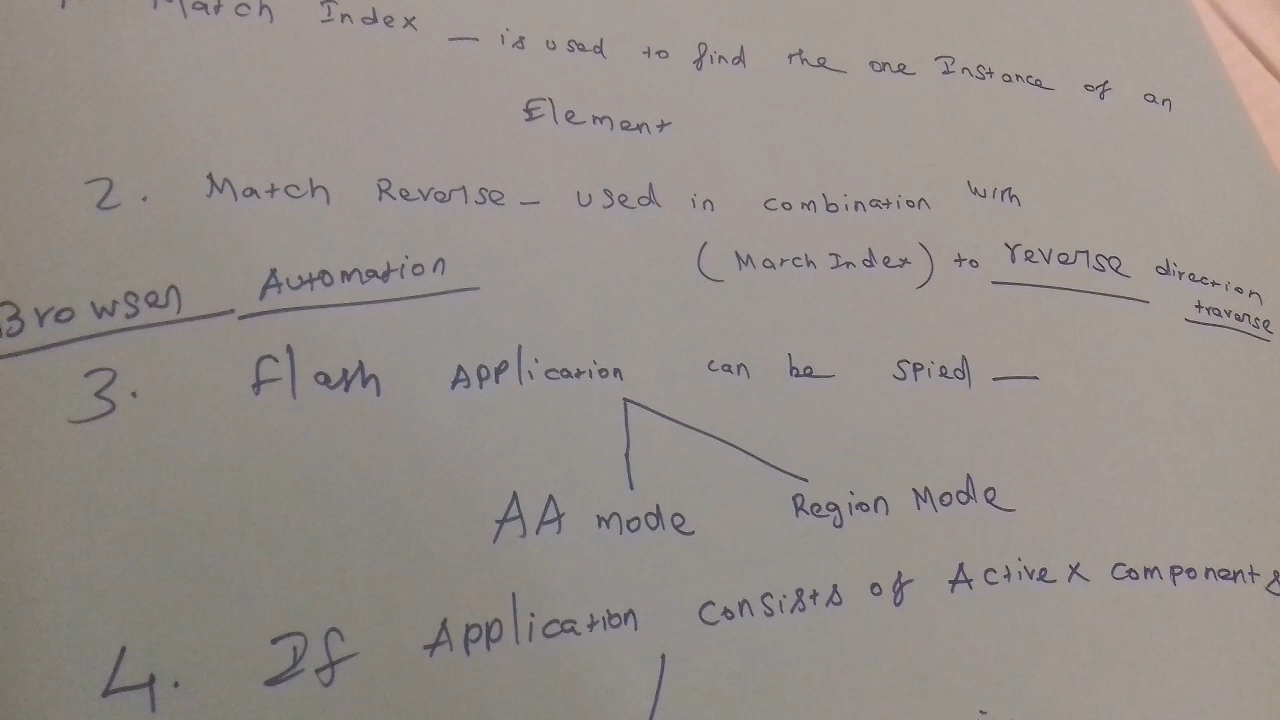 Match Index – is used to find the one Instance of an
Element
2. Match Reverse – used in combination with
(March Index) to reverse direction
traverse
Browser Automation
3. Flash Application can be spied –
AA mode Region Mode
4. If Application consists of Active X components